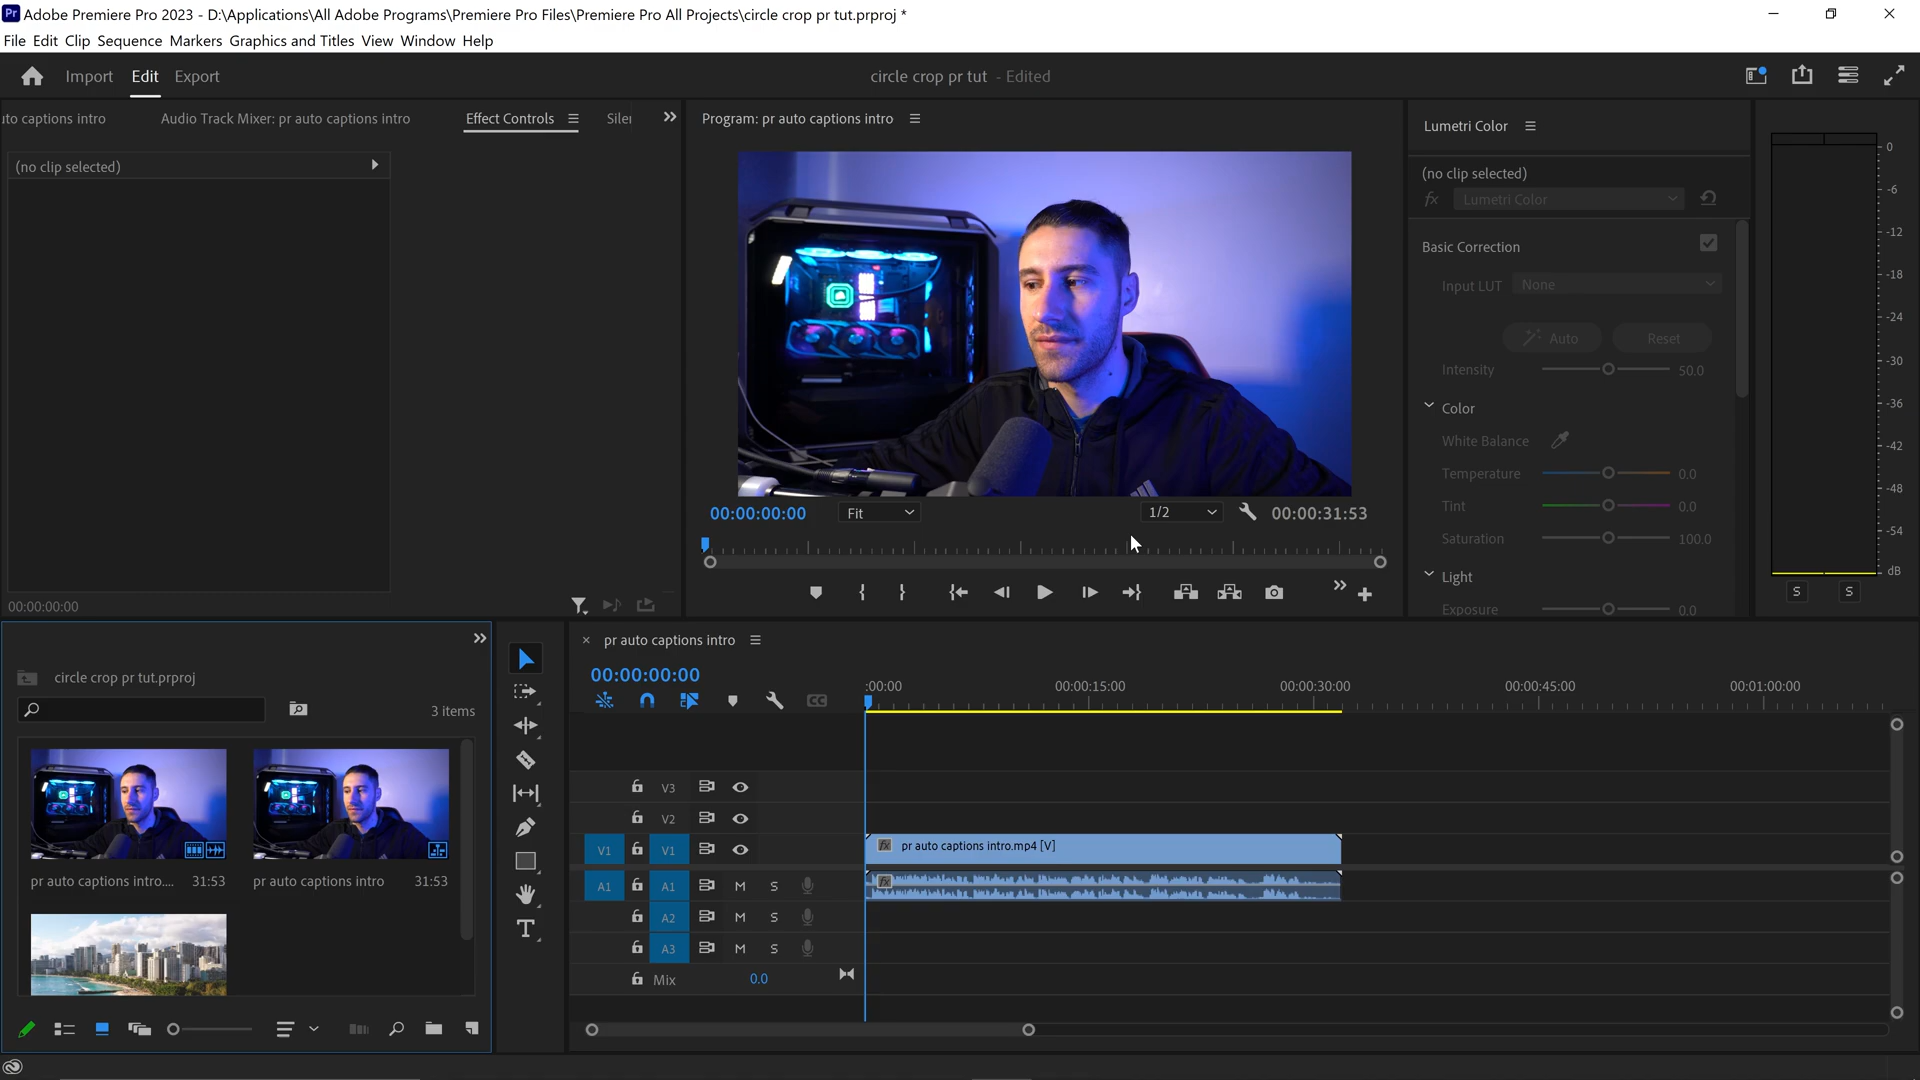 Pr Adobe Premiere Pro 2023 - D:\Applications\All Adobe Programs\Premiere Pro Files\Premiere Pro All Projects\circle crop pr tut.prproj *
File Edit Clip Sequence Markers Graphics and Titles View Window Help
Import Edit Export
circle crop pr tut - Edited
uto captions intro Audio Track Mixer: pr auto captions intro Effect Controls Siler
Program: pr auto captions intro
Lumetri Color
(no clip selected)
(no clip selected)
fx Lumetri Color
Basic Correction
Input LUT None
Auto Reset
Intensity 50.0
Color
White Balance
Temperature 0.0
Tint 0.0
Saturation 100.0
Light
Exposure 0.0
0
-6
-12
-18
-24
-30
-36
-42
-48
-54
dB
S S
00:00:00:00 Fit 1/2 00:00:31:53
00:00:00:00
circle crop pr tut.prproj
3 items
pr auto captions intro.... 31:53
pr auto captions intro 31:53
× pr auto captions intro
00:00:00:00
CC
:00:00 00:00:15:00 00:00:30:00 00:00:45:00 00:01:00:00
V3
V2
V1 V1 fx pr auto captions intro.mp4 [V]
A1 A1 M S fx
A2 M S
A3 M S
Mix 0.0
T